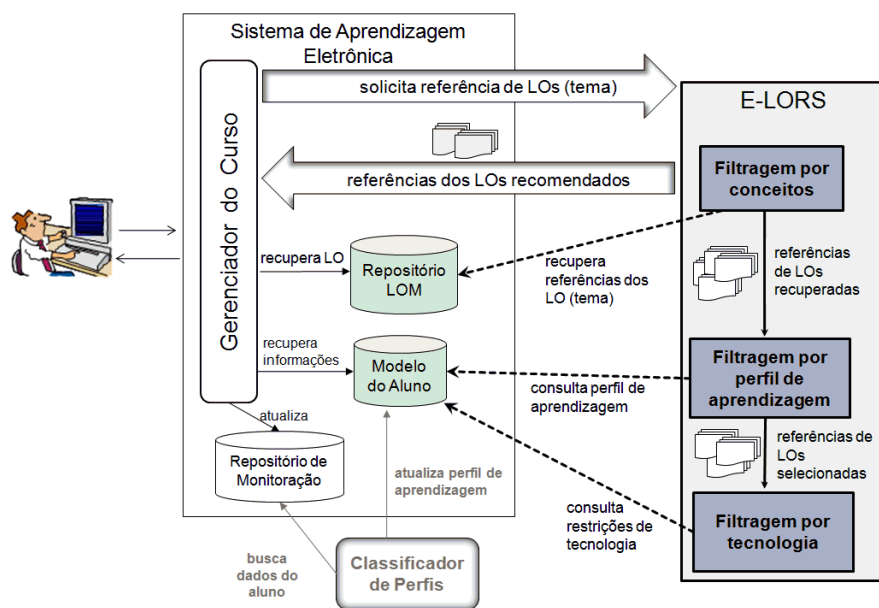 Sistema de Aprendizagem
Eletrônica
solicita referência de LOs (tema)
E-LORS
Gerenciador do Curso
referências dos LOs recomendados
Filtragem por
conceitos
recupera LO
Repositório
LOM
recupera
referências dos
LO (tema)
referências
de LOs
recuperadas
recupera
informações
Modelo
do Aluno
consulta perfil de
aprendizagem
Filtragem por
perfil de
aprendizagem
atualiza
Repositório de
Monitoração
atualiza perfil de
aprendizagem
referências de
LOs
selecionadas
consulta
restrições de
tecnologia
Filtragem por
tecnologia
busca
dados do
aluno
Classificador
de Perfis